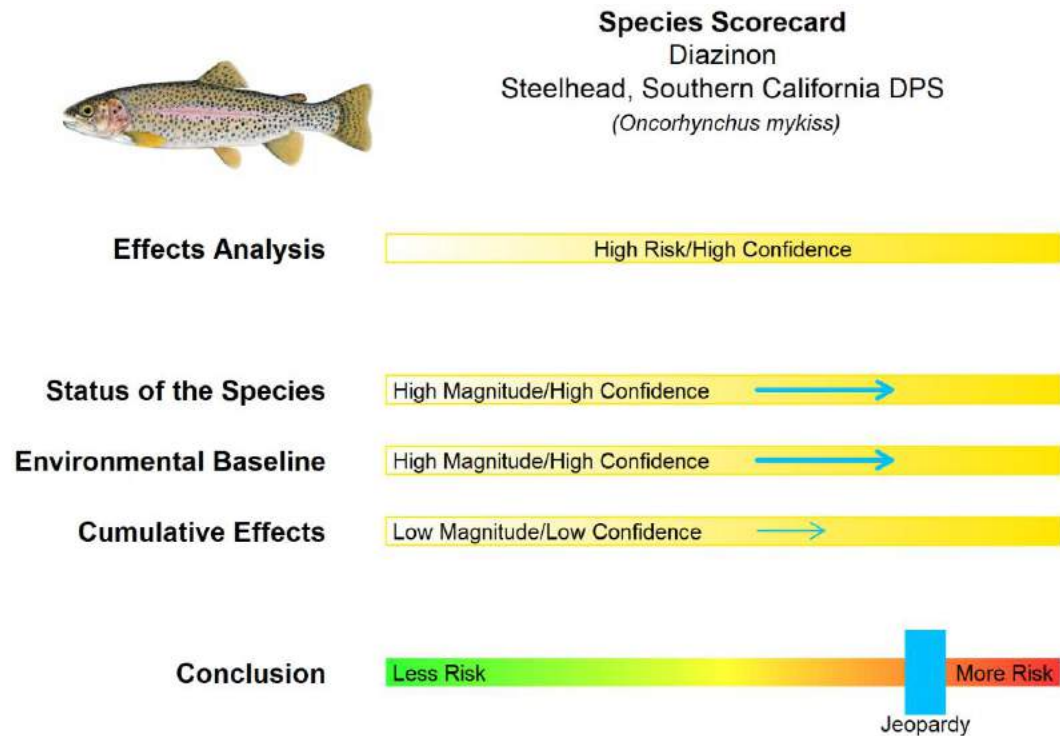 Species Scorecard
Diazinon
Steelhead, Southern California DPS
(Oncorhynchus mykiss)
Effects Analysis
High Risk/High Confidence
Status of the Species
High Magnitude/High Confidence
Environmental Baseline
High Magnitude/High Confidence
Cumulative Effects
Low Magnitude/Low Confidence
Conclusion
Less Risk
More Risk
Jeopardy